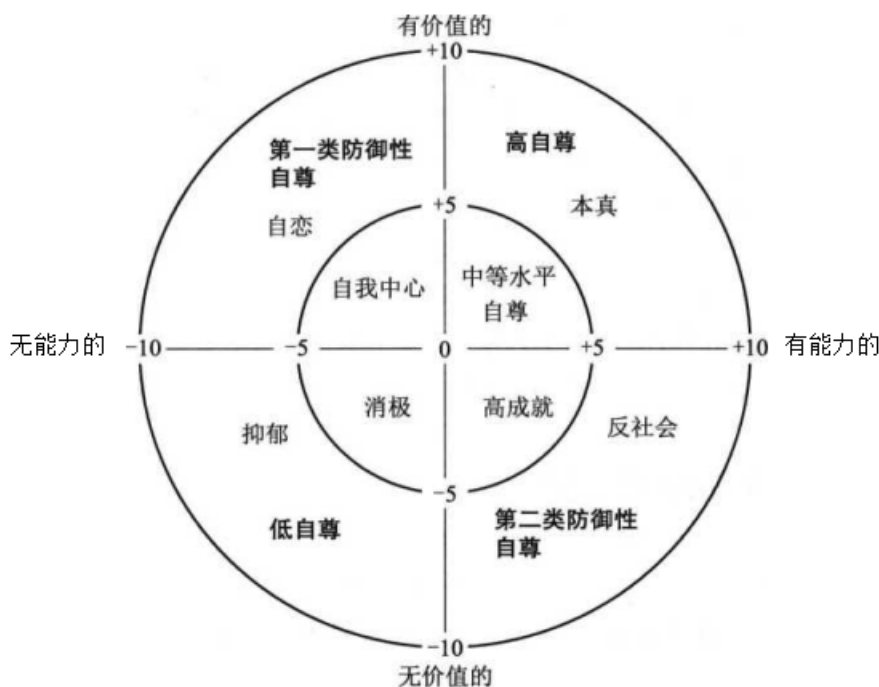 有价值的
+10
第一类防御性
自尊
高自尊
自恋
+5
本真
自我中心
中等水平
自尊
无能力的
−10
−5
0
+5
+10
有能力的
消极
高成就
抑郁
反社会
−5
低自尊
第二类防御性
自尊
−10
无价值的